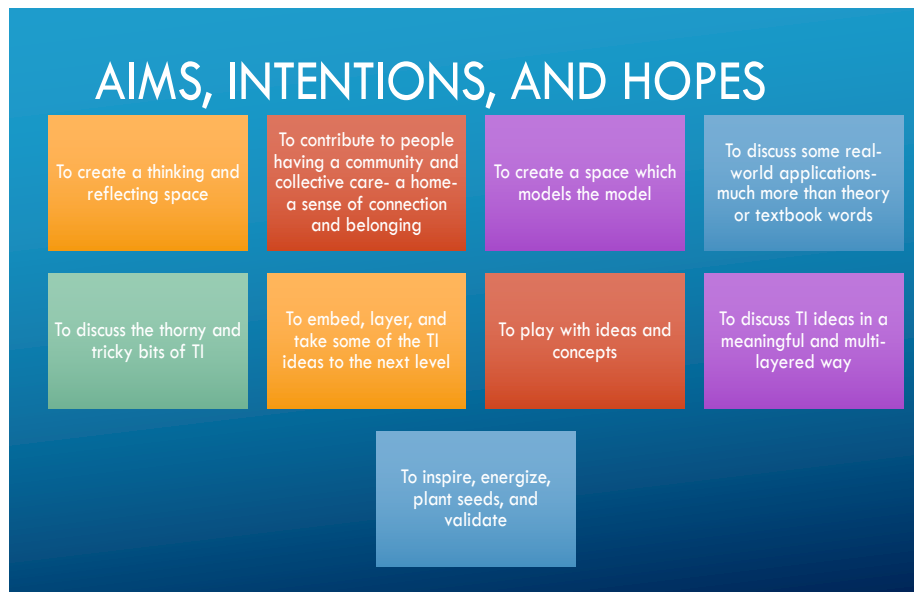 AIMS, INTENTIONS, AND HOPES
To create a thinking and
reflecting space
To contribute to people
having a community and
collective care- a home-
a sense of connection
and belonging
To create a space which
models the model
To discuss some real-
world applications-
much more than theory
or textbook words
To discuss the thorny and
tricky bits of TI
To embed, layer, and
take some of the TI
ideas to the next level
To play with ideas and
concepts
To discuss TI ideas in a
meaningful and multi-
layered way
To inspire, energize,
plant seeds, and
validate